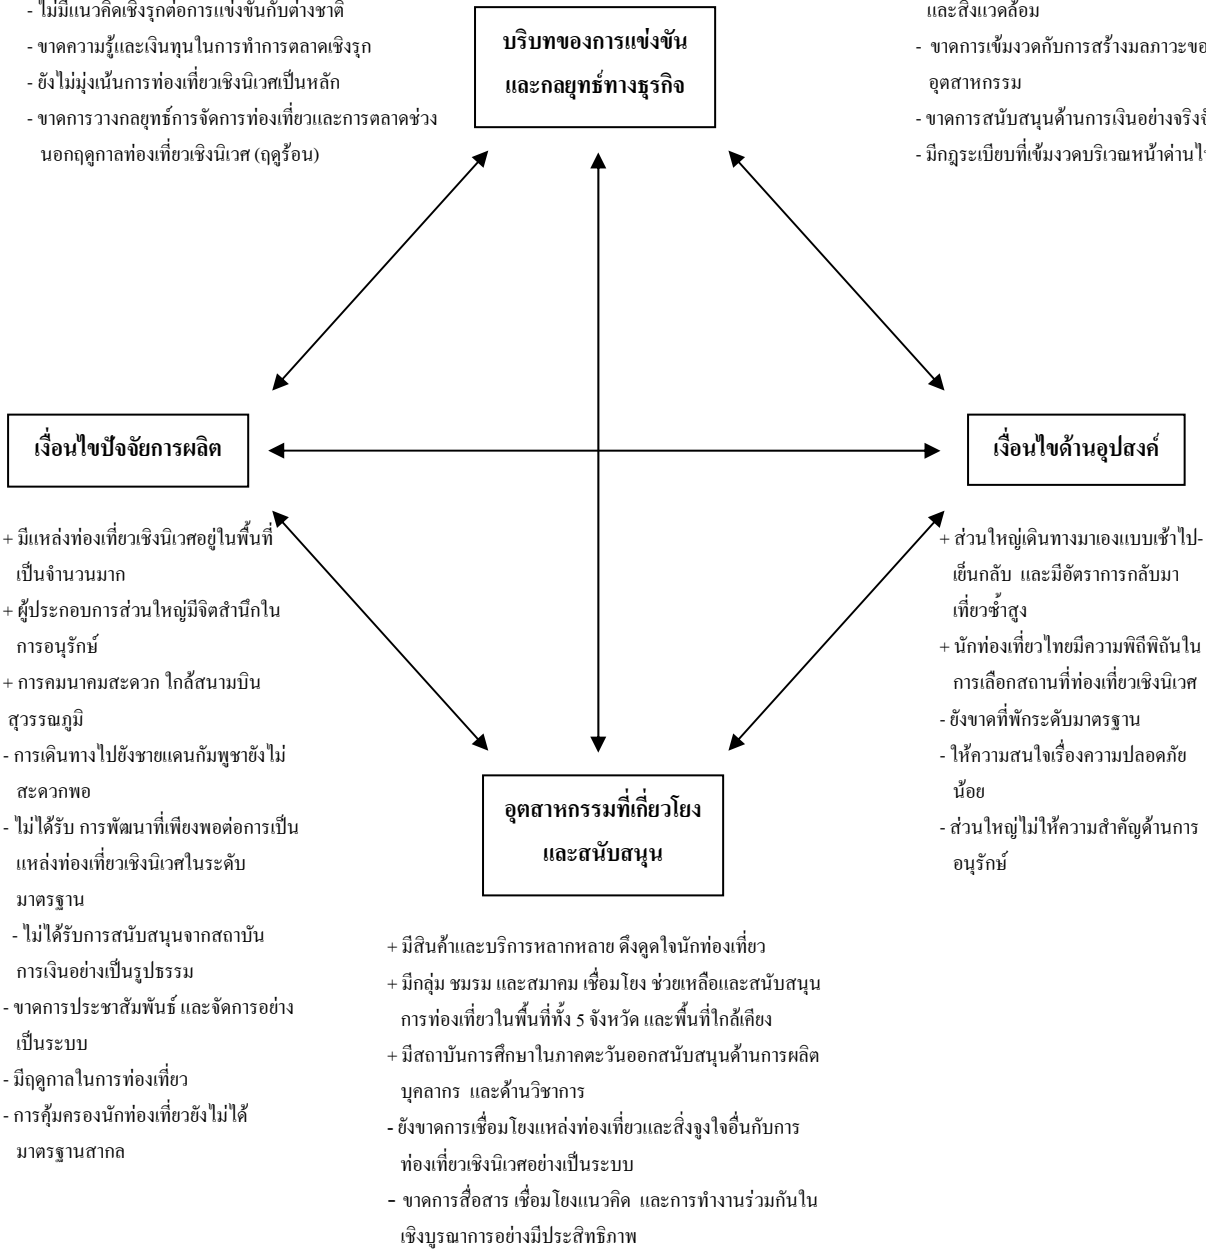 - ไม่มีแนวคิดเชิงรุกต่อการแข่งขันกับต่างชาติ
- ขาดความรู้และเงินทุนในการทำการตลาดเชิงรุก
- ยังไม่มุ่งเน้นการท่องเที่ยวเชิงนิเวศเป็นหลัก
- ขาดการวางกลยุทธ์การจัดการท่องเที่ยวและการตลาดช่วง
นอกฤดูกาลท่องเที่ยวเชิงนิเวศ (ฤดูร้อน)
บริบทของการแข่งขัน
และกลยุทธ์ทางธุรกิจ
และสิ่งแวดล้อม
- ขาดการเข้มงวดกับการสร้างมลภาวะขอ
อุตสาหกรรม
- ขาดการสนับสนุนด้านการเงินอย่างจริงจั
- มีกฎระเบียบที่เข้มงวดบริเวณหน้าด่าน
เงื่อนไขปัจจัยการผลิต
+ มีแหล่งท่องเที่ยวเชิงนิเวศอยู่ในพื้นที่
เป็นจำนวนมาก
+ ผู้ประกอบการส่วนใหญ่มีจิตสำนึกใน
การอนุรักษ์
+ การคมนาคมสะดวก ใกล้สนามบิน
สุวรรณภูมิ
- การเดินทางไปยังชายแดนกัมพูชายังไม่
สะดวกพอ
- ไม่ได้รับ การพัฒนาที่เพียงพอต่อการเป็น
แหล่งท่องเที่ยวเชิงนิเวศในระดับ
มาตรฐาน
- ไม่ได้รับการสนับสนุนจากสถาบัน
การเงินอย่างเป็นรูปธรรม
- ขาดการประชาสัมพันธ์ และจัดการอย่าง
เป็นระบบ
- มีฤดูกาลในการท่องเที่ยว
- การคุ้มครองนักท่องเที่ยวยังไม่ได้
มาตรฐานสากล
เงื่อนไขด้านอุปสงค์
+ ส่วนใหญ่เดินทางมาเองแบบเช้าไป-
เย็นกลับ และมีอัตราการกลับมา
เที่ยวซ้ำสูง
+ นักท่องเที่ยวไทยมีความพิถีพิถันใน
การเลือกสถานที่ท่องเที่ยวเชิงนิเวศ
- ยังขาดที่พักระดับมาตรฐาน
- ให้ความสนใจเรื่องความปลอดภัย
น้อย
- ส่วนใหญ่ไม่ให้ความสำคัญด้านการ
อนุรักษ์
อุตสาหกรรมที่เกี่ยวโยง
และสนับสนุน
+ มีสินค้าและบริการหลากหลาย ดึงดูดใจนักท่องเที่ยว
+ มีกลุ่ม ชมรม และสมาคม เชื่อมโยง ช่วยเหลือและสนับสนุน
การท่องเที่ยวในพื้นที่ทั้ง 5 จังหวัด และพื้นที่ใกล้เคียง
+ มีสถาบันการศึกษาในภาคตะวันออกสนับสนุนด้านการผลิต
บุคลากร และด้านวิชาการ
- ยังขาดการเชื่อมโยงแหล่งท่องเที่ยวและสิ่งจูงใจอื่นกับการ
ท่องเที่ยวเชิงนิเวศอย่างเป็นระบบ
- ขาดการสื่อสาร เชื่อมโยงแนวคิด และการทำงานร่วมกันใน
เชิงบูรณาการอย่างมีประสิทธิภาพ